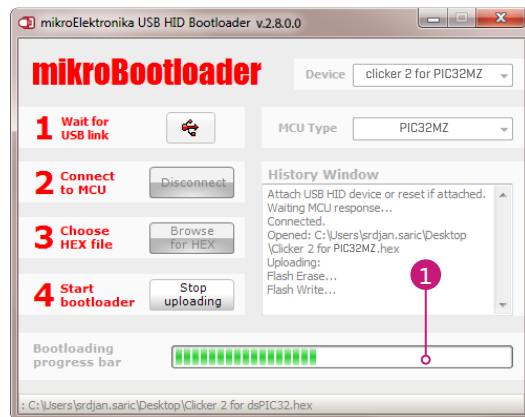 mikroElektronika USB HID Bootloader v.2.8.0.0
mikroBootloader
Device clicker 2 for PIC32MZ
1 Wait for
USB link
MCU Type PIC32MZ
2 Connect
to MCU
Disconnect
History Window
Attach USB HID device or reset if attached.
Waiting MCU response...
Connected.
Opened: C:\Users\srdjan.saric\Desktop
\Clicker 2 for PIC32MZ.hex
Uploading:
Flash Erase...
Flash Write...
3 Choose
HEX file
Browse
for HEX
4 Start
bootloader
Stop
uploading
1
Bootloading
progress bar
: C:\Users\srdjan.saric\Desktop\Clicker 2 for dsPIC32.hex